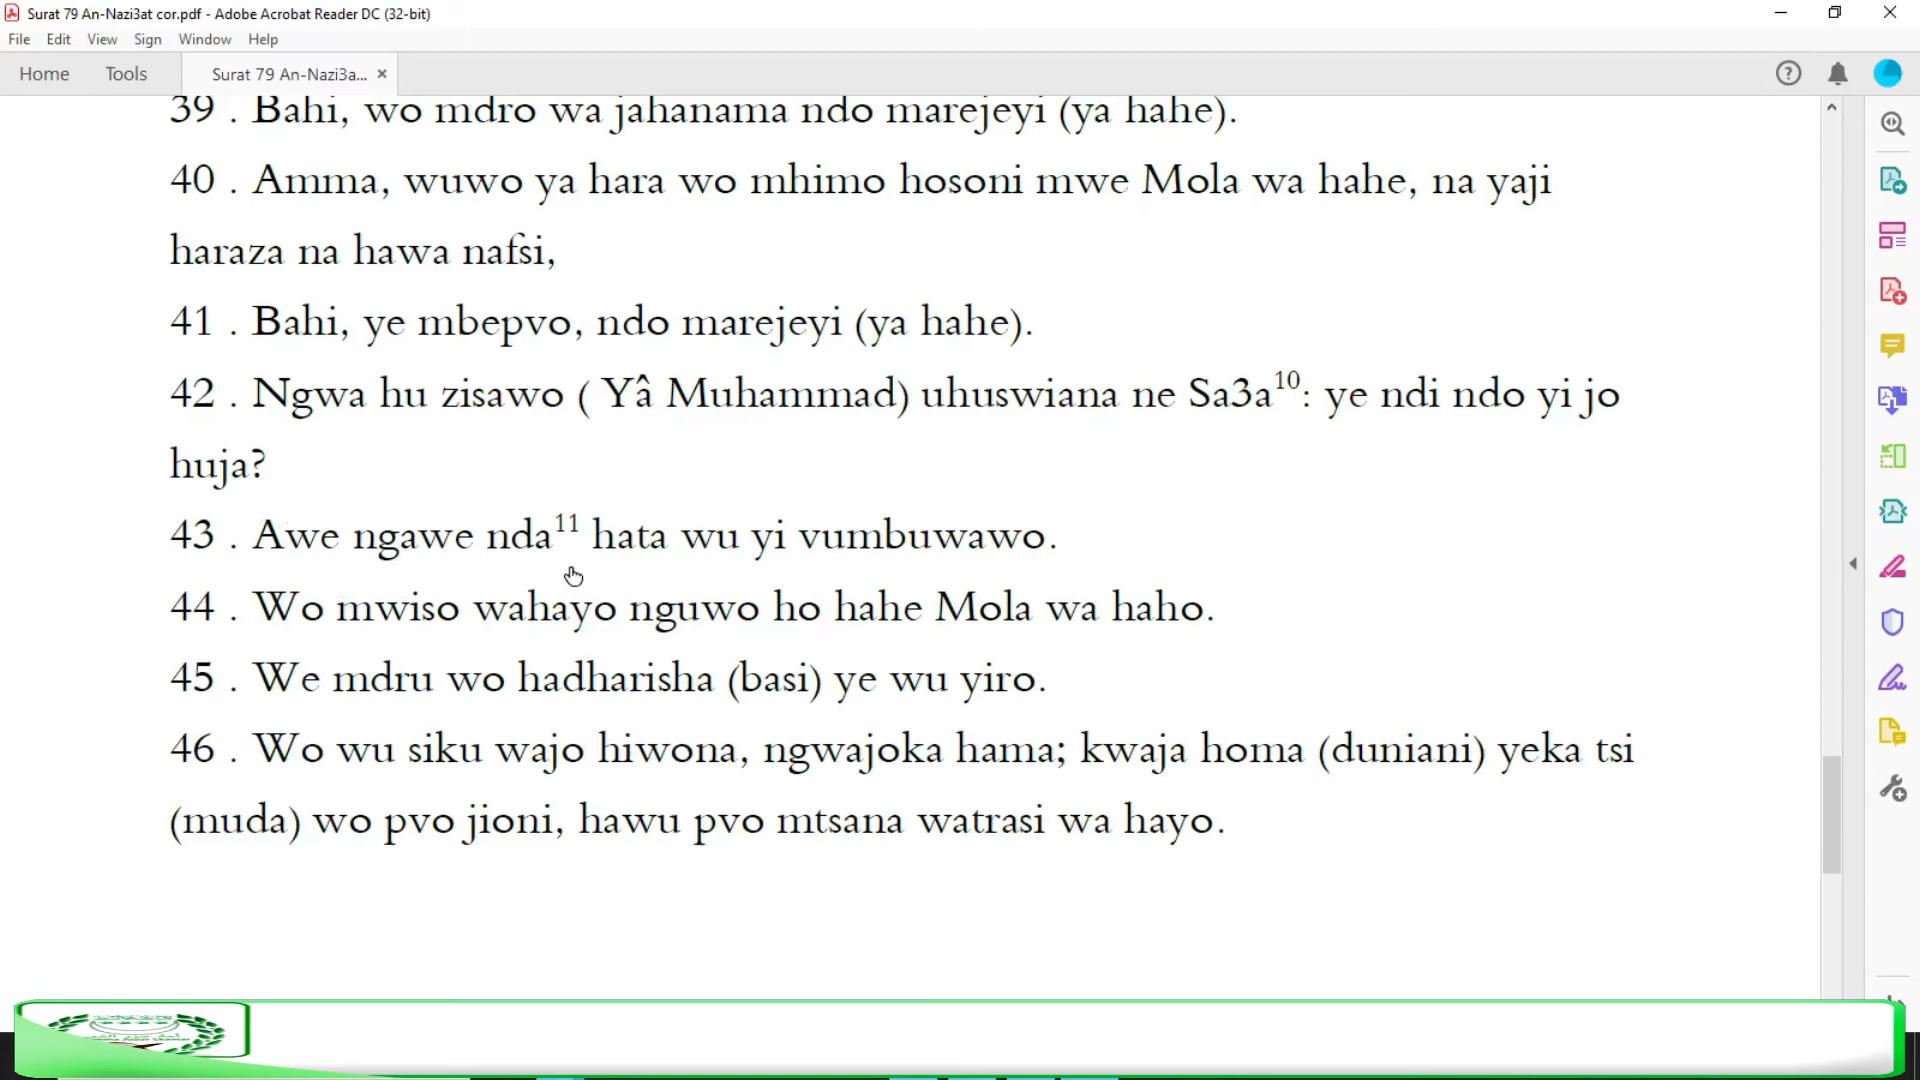 Surat 79 An-Nazi3at cor.pdf - Adobe Acrobat Reader DC (32-bit)
File Edit View Sign Window Help
Home Tools Surat 79 An-Nazi3a... ×
39 . Bahi, wo mdro wa jahanama ndo marejeyi (ya hahe).
40 . Amma, wuwo ya hara wo mhimo hosoni mwe Mola wa hahe, na yaji
haraza na hawa nafsi,
41 . Bahi, ye mbepvo, ndo marejeyi (ya hahe).
42 . Ngwa hu zisawo ( Yâ Muhammad) uhuswiana ne Sa3a¹⁰: ye ndi ndo yi jo
huja?
43 . Awe ngawe nda¹¹ hata wu yi vumbuwawo.
44 . Wo mwiso wahayo nguwo ho hahe Mola wa haho.
45 . We mdru wo hadharisha (basi) ye wu yiro.
46 . Wo wu siku wajo hiwona, ngwajoka hama; kwaja homa (duniani) yeka tsi
(muda) wo pvo jioni, hawu pvo mtsana watrasi wa hayo.